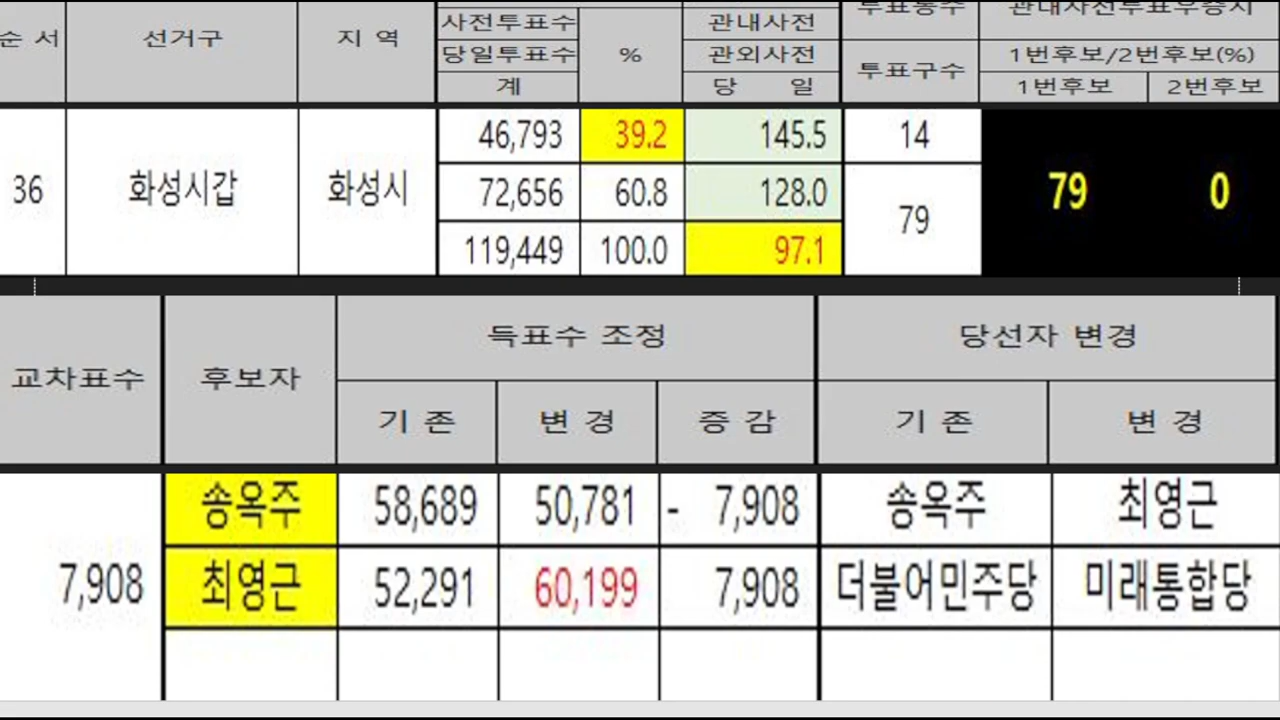 순 서
선거구
지 역
사전투표수
당일투표수
계
%
관내사전
관외사전
당 일
투표구수
1번후보/2번후보(%)
1번후보 2번후보
36 화성시갑 화성시
46,793 39.2 145.5 14
72,656 60.8 128.0
119,449 100.0 97.1
79
79 0
교차표수 후보자 득표수 조정 당선자 변경
기 존 변 경 증 감 기 존 변 경
7,908
송옥주 58,689 50,781 - 7,908 송옥주 최영근
최영근 52,291 60,199 7,908 더불어민주당 미래통합당